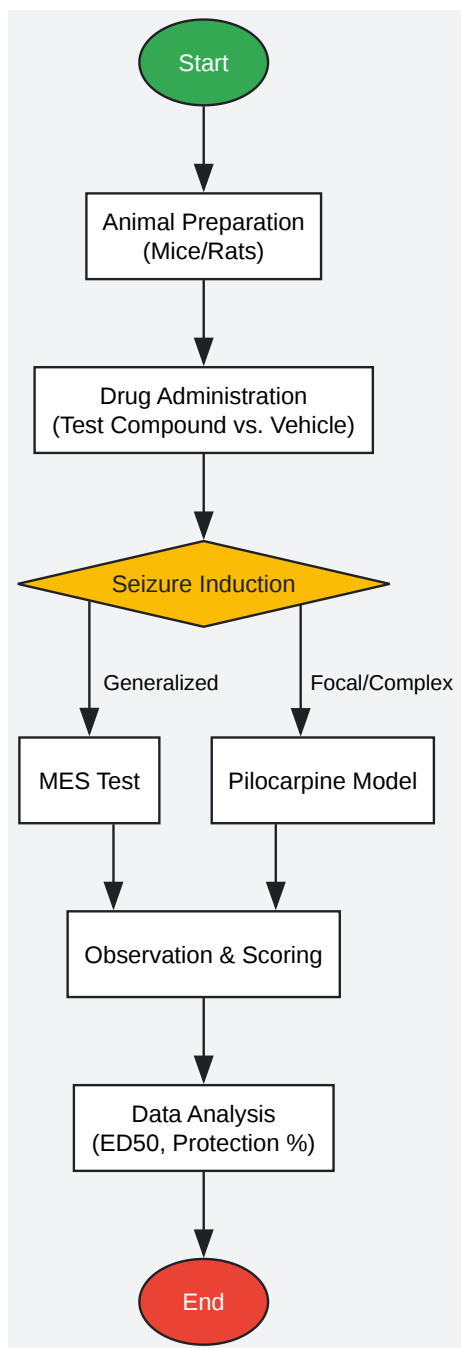 Start
Animal Preparation
(Mice/Rats)
Drug Administration
(Test Compound vs. Vehicle)
Seizure Induction
Generalized
Focal/Complex
MES Test
Pilocarpine Model
Observation & Scoring
Data Analysis
(ED50, Protection %)
End